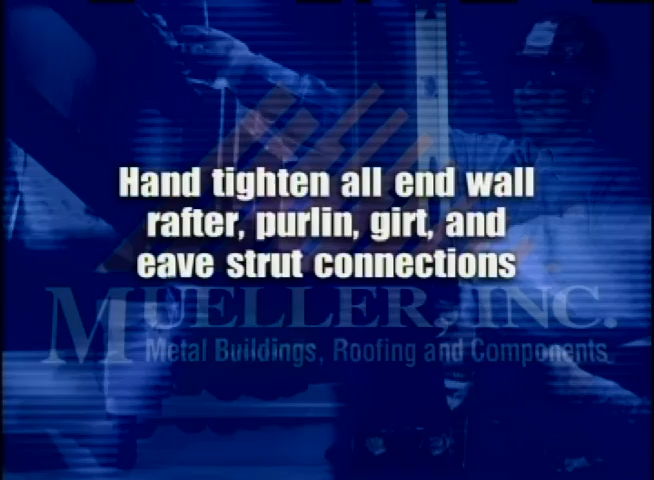 Hand tighten all end wall
rafter, purlin, girt, and
eave strut connections
MUELLER, INC.
Metal Buildings, Roofing and Components